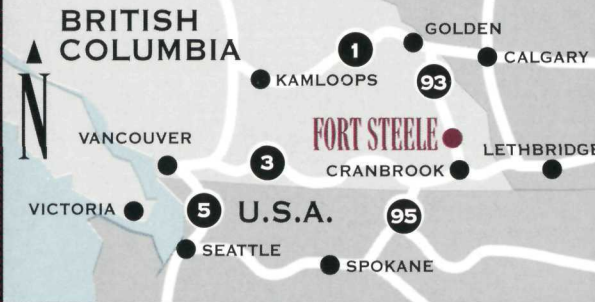 BRITISH
COLUMBIA
GOLDEN
1
CALGARY
KAMLOOPS
93
N
FORT STEELE
VANCOUVER
LETHBRIDGE
3
CRANBROOK
VICTORIA
5
U.S.A.
95
SEATTLE
SPOKANE